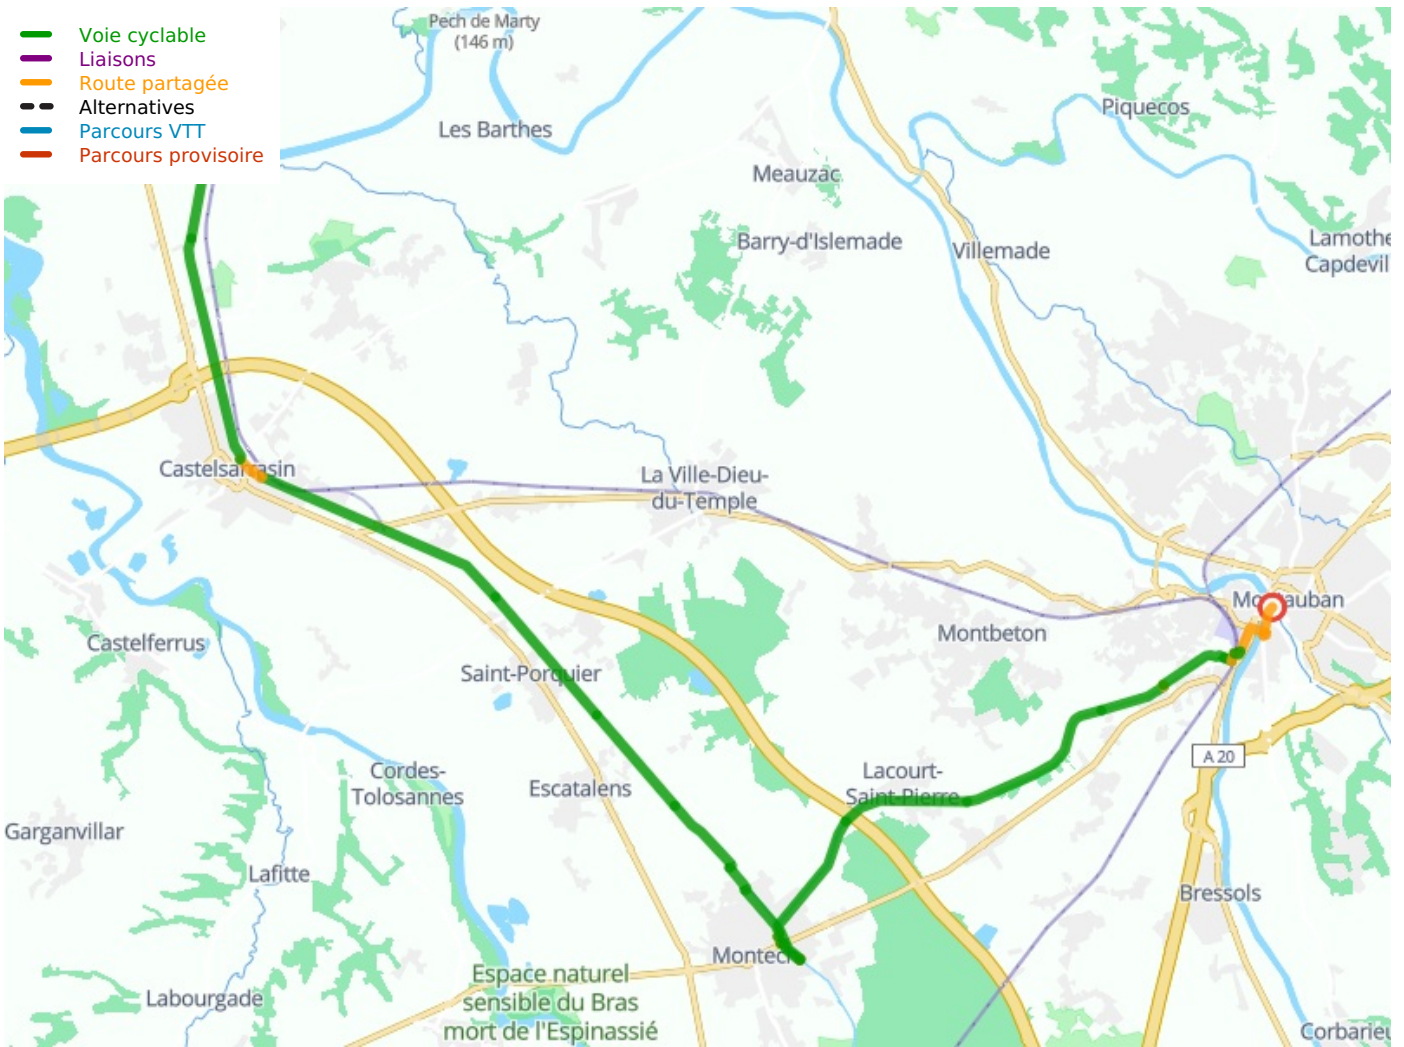 Voie cyclable
Liaisons
Route partagée
Alternatives
Parcours VTT
Parcours provisoire
Pech de Marty
(146 m)
Les Barthes
Piquecos
Meauzac
Barry-d'Islemade
Villemade
Lamothe
Capdevil
Castelsarrasin
La Ville-Dieu-
du-Temple
Montauban
Castelferrus
Montbeton
Saint-Porquier
A 20
Cordes-
Tolosannes
Escatalens
Lacourt-
Saint-Pierre
Garganvillar
Lafitte
Bressols
Montech
Espace naturel
sensible du Bras
mort de l'Espinassié
Labourgade
Corbarieu